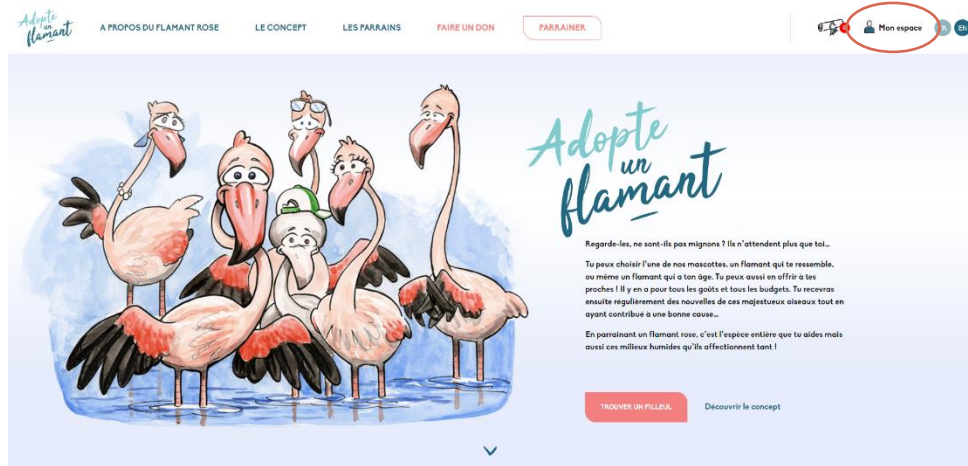 Adopte
un
flamant
A PROPOS DU FLAMANT ROSE
LE CONCEPT
LES PARRAINS
FAIRE UN DON
PARRAINER
Mon espace
EN
Adopte
un
flamant
Regarde-les, ne sont-ils pas mignons ? Ils n'attendent plus que toi...
Tu peux choisir l'une de nos mascottes, un flamant qui te ressemble,
ou même un flamant qui a ton âge. Tu peux aussi en offrir à tes
proches ! Il y en a pour tous les goûts et tous les budgets. Tu recevras
ensuite régulièrement des nouvelles de ces majestueux oiseaux tout en
ayant contribué à une bonne cause...
En parrainant un flamant rose, c'est l'espèce entière que tu aides mais
aussi ces milieux humides qu'ils affectionnent tant !
TROUVER UN FILLEUL
Découvrir le concept